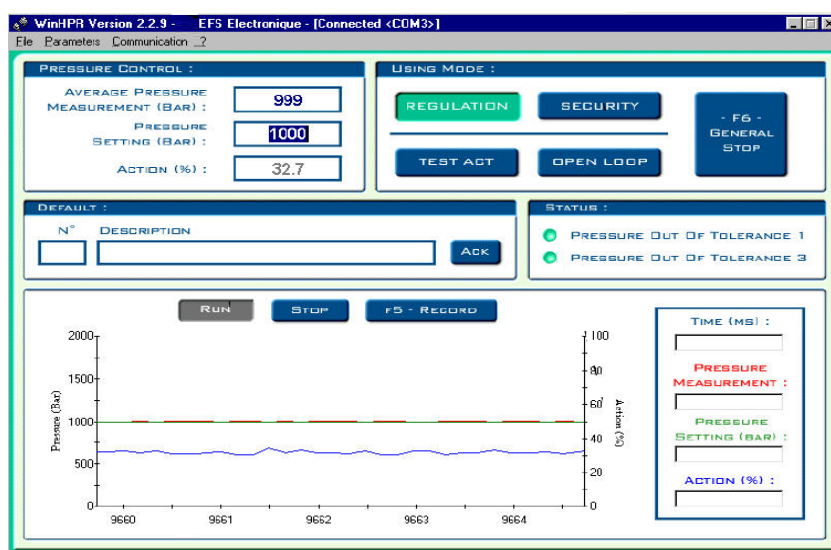 WinHPR Version 2.2.9 - EFS Electronique - [Connected <COM3>]
File Parameters Communication ?
PRESSURE CONTROL :
AVERAGE PRESSURE
MEASUREMENT (BAR) :
999
PRESSURE
SETTING (BAR) :
1000
ACTION (%) :
32.7
USING MODE :
REGULATION
SECURITY
TEST ACT
OPEN LOOP
- F6 -
GENERAL
STOP
DEFAULT :
N° DESCRIPTION
ACK
STATUS :
PRESSURE OUT OF TOLERANCE 1
PRESSURE OUT OF TOLERANCE 3
RUN
STOP
F5 - RECORD
2000
1500
1000
500
0
Pressure (Bar)
100
80
60
40
20
0
Action (%)
9660 9661 9662 9663 9664
TIME (MS) :
PRESSURE
MEASUREMENT :
PRESSURE
SETTING (BAR) :
ACTION (%) :